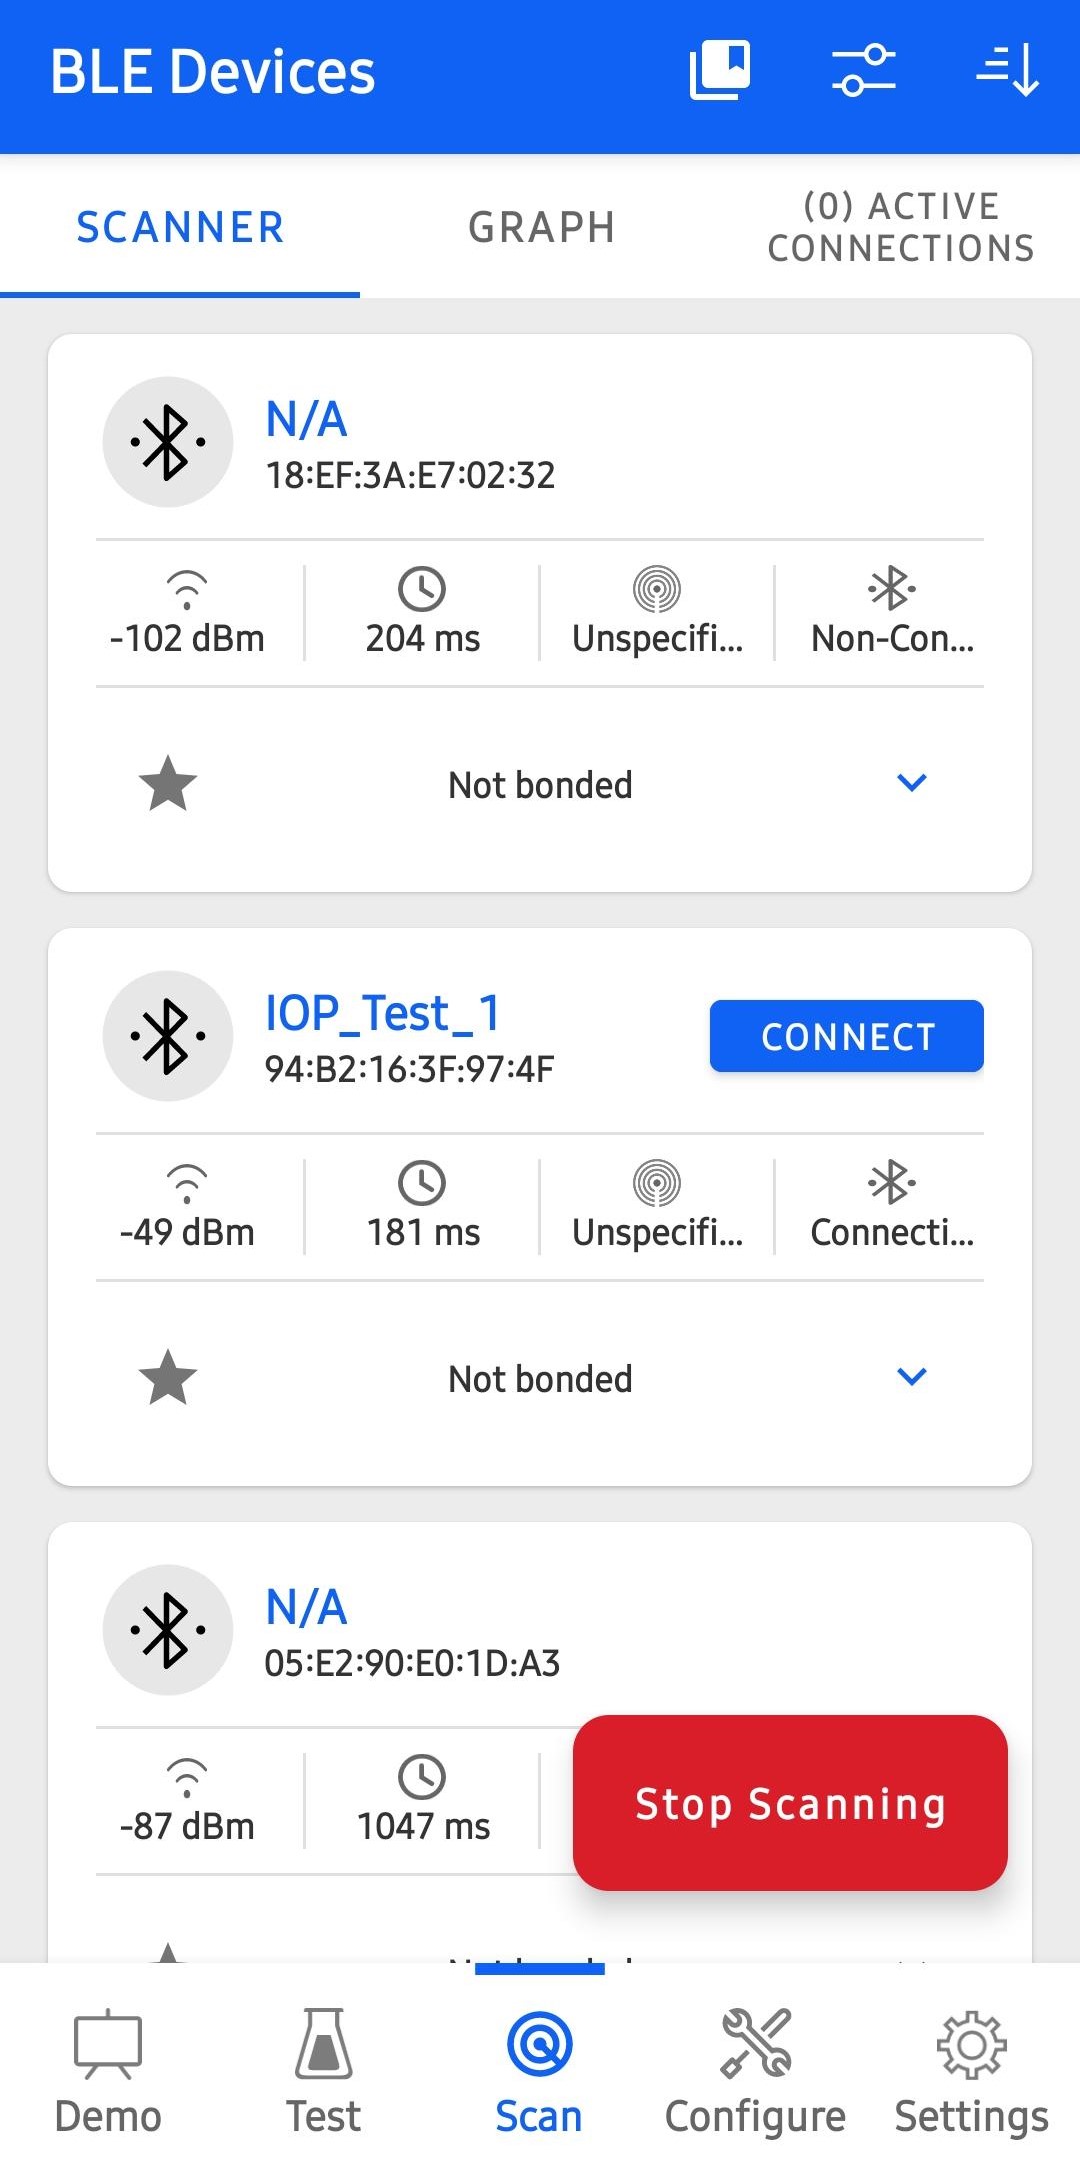 BLE Devices
SCANNER
GRAPH
(0) ACTIVE
CONNECTIONS
N/A
18:EF:3A:E7:02:32
-102 dBm
204 ms
Unspecifi...
Non-Con...
Not bonded
IOP_Test_1
94:B2:16:3F:97:4F
CONNECT
-49 dBm
181 ms
Unspecifi...
Connecti...
Not bonded
N/A
05:E2:90:E0:1D:A3
-87 dBm
1047 ms
Stop Scanning
Demo
Test
Scan
Configure
Settings